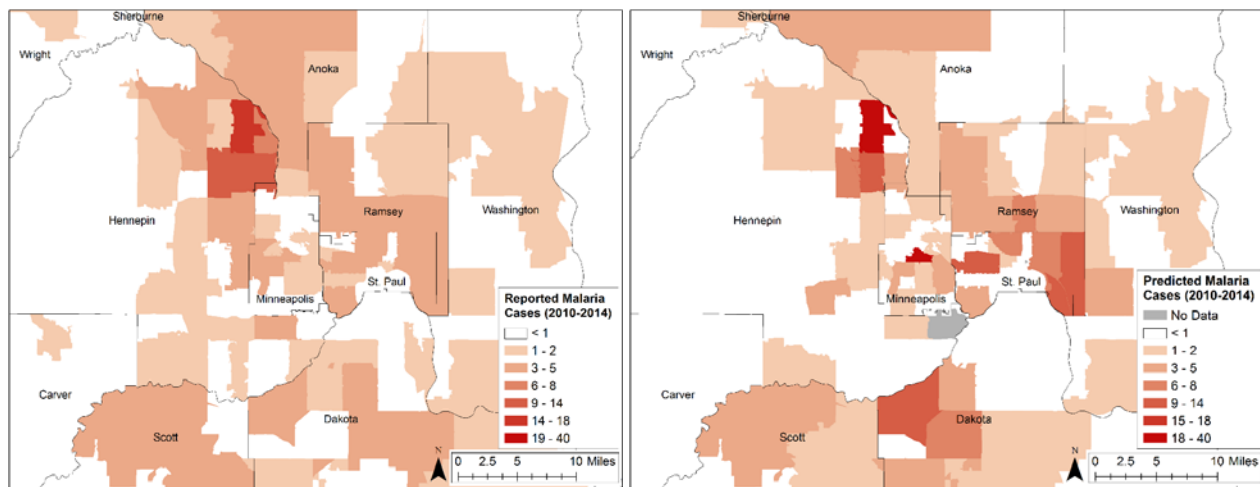 Sherburne
Wright
Anoka
Hennepin
Ramsey
Washington
St. Paul
Minneapolis
Carver
Scott
Dakota
Reported Malaria
Cases (2010-2014)
< 1
1 - 2
3 - 5
6 - 8
9 - 14
14 - 18
19 - 40
N
0 2.5 5 10 Miles
Sherburne
Wright
Anoka
Hennepin
Ramsey
Washington
St. Paul
Minneapolis
Carver
Scott
Dakota
Predicted Malaria
Cases (2010-2014)
No Data
< 1
1 - 2
3 - 5
6 - 8
9 - 14
15 - 18
18 - 40
N
0 2.5 5 10 Miles